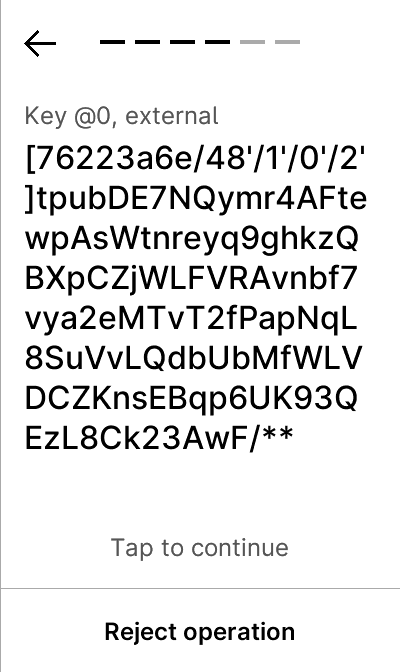 Key @0, external
[76223a6e/48'/1'/0'/2'
]tpubDE7NQymr4AFte
wpAsWtnreyq9ghkzQ
BXpCZjWLFVRAvnbf7
vya2eMTvT2fPapNqL
8SuVvLQdbUbMfWLV
DCZKnsEBqp6UK93Q
EzL8Ck23AwF/**
Tap to continue
Reject operation